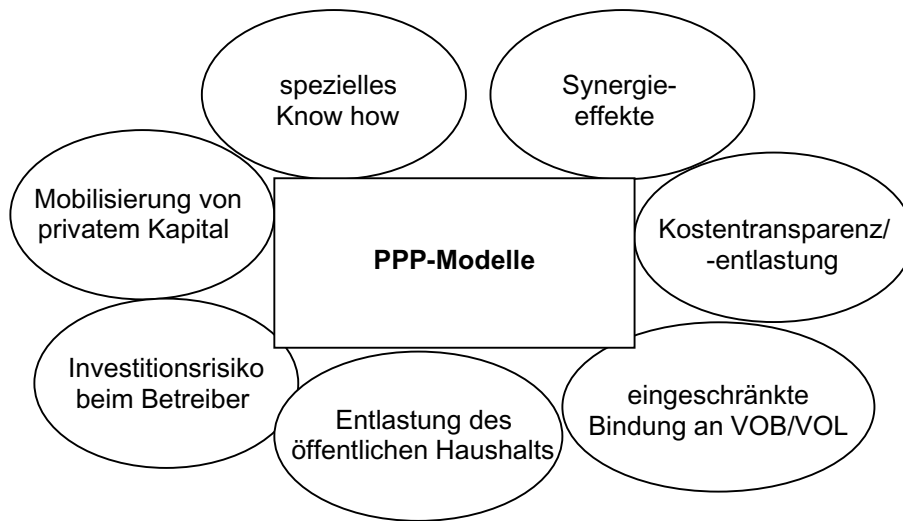 spezielles
Know how
Synergie-
effekte
Mobilisierung von
privatem Kapital
PPP-Modelle
Kostentransparenz/
-entlastung
Investitionsrisiko
beim Betreiber
Entlastung des
öffentlichen Haushalts
eingeschränkte
Bindung an VOB/VOL